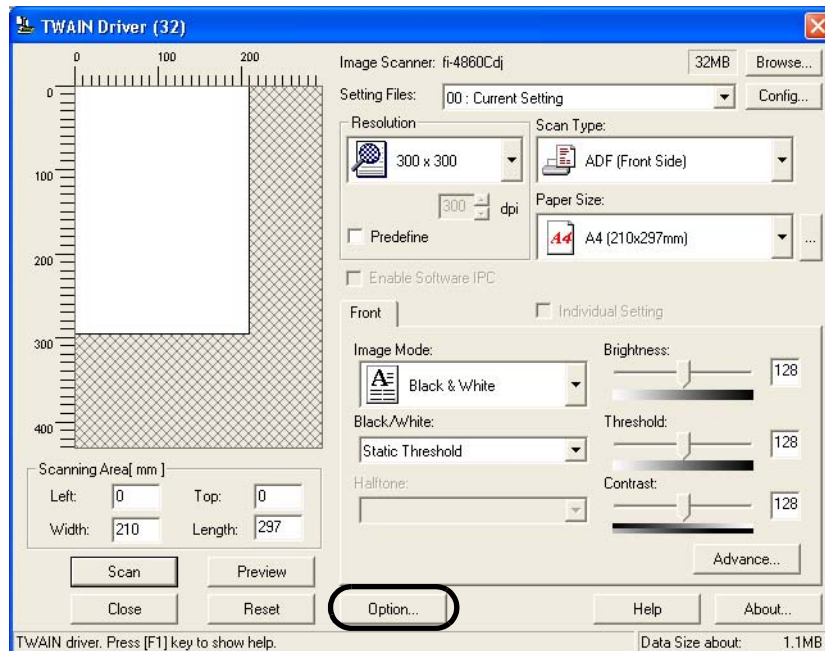 TWAIN Driver (32)
0 100 200
0
100
200
300
400
Image Scanner: fi-4860Cdj 32MB Browse...
Setting Files: 00 : Current Setting Config...
Resolution
300 x 300
300 dpi
Predefine
Scan Type:
ADF (Front Side)
Paper Size:
A4 A4 (210x297mm) ...
Enable Software IPC
Front
Individual Setting
Image Mode:
A Black & White
Black/White:
Static Threshold
Halftone:
Brightness:
128
Threshold:
128
Contrast:
128
Advance...
Scanning Area[ mm ]
Left: 0 Top: 0
Width: 210 Length: 297
Scan Preview
Close Reset Option... Help About...
TWAIN driver. Press [F1] key to show help. Data Size about: 1.1MB